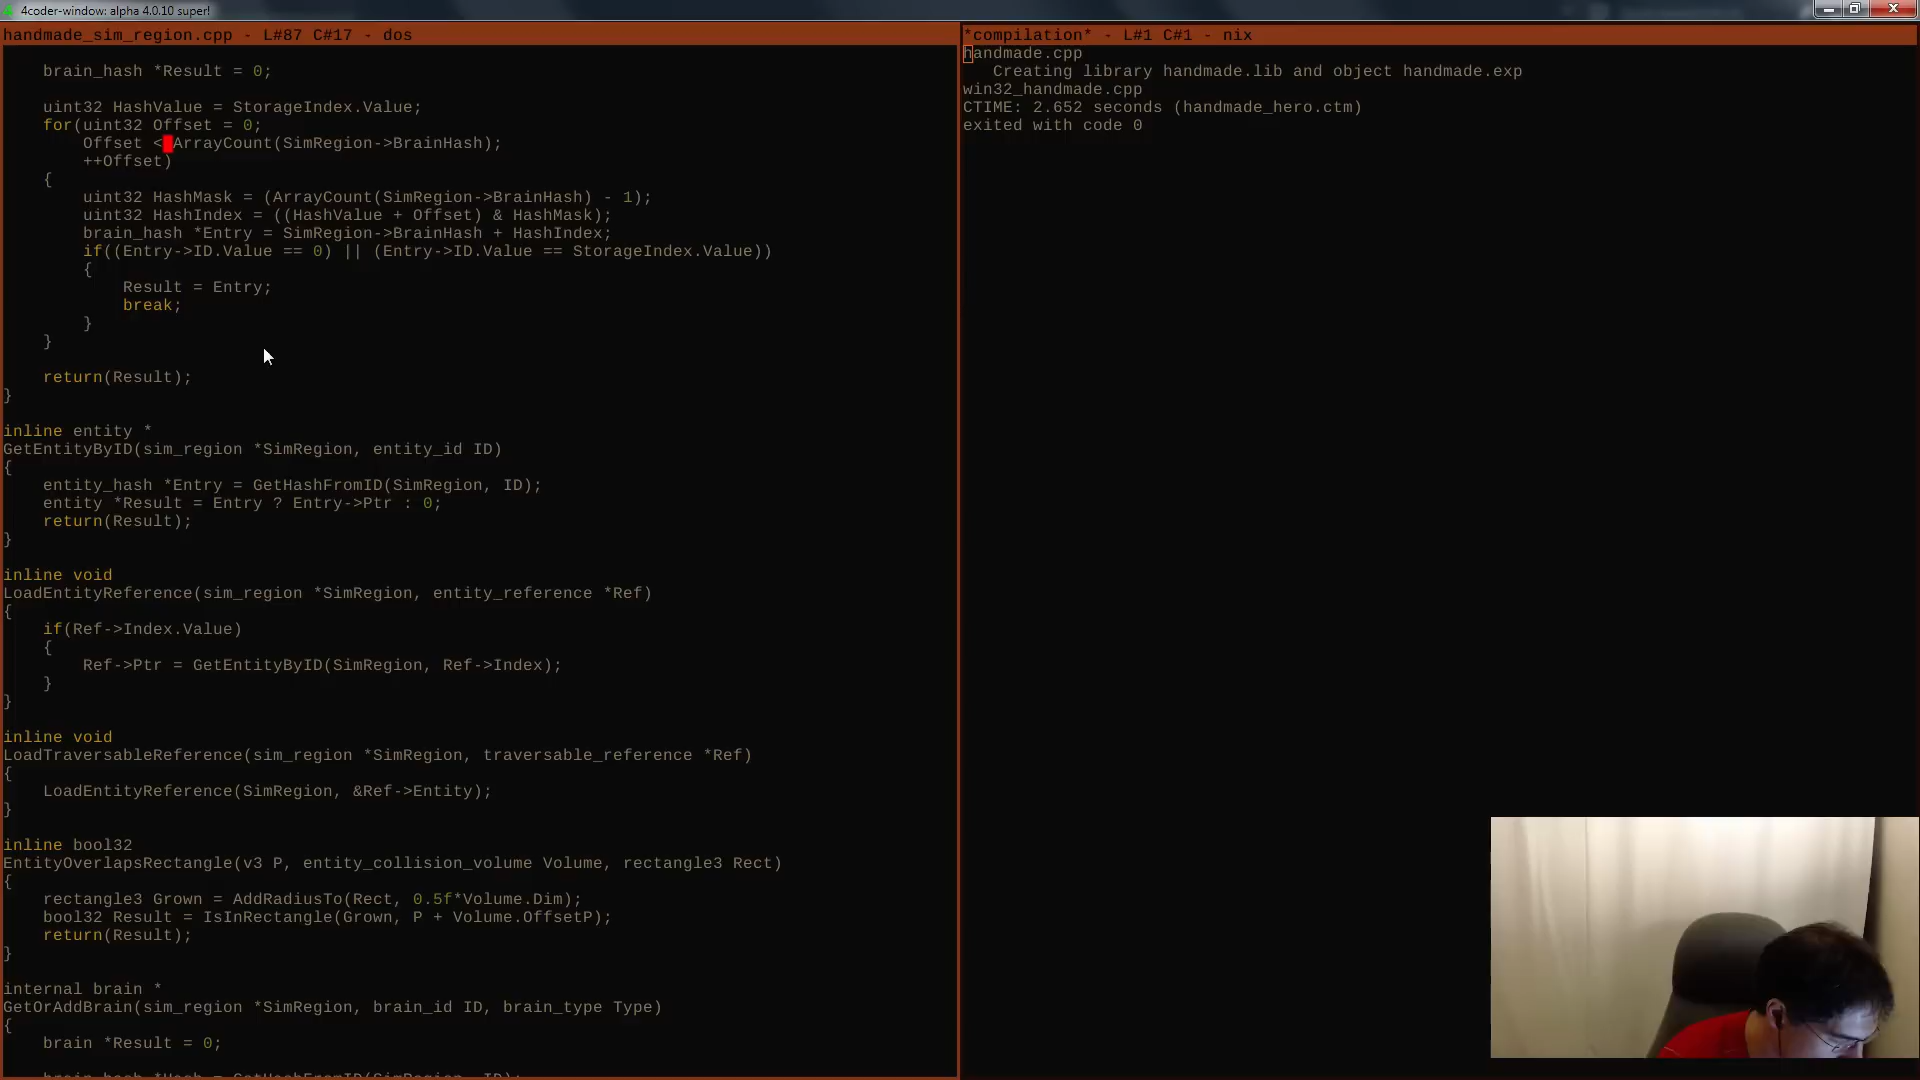 4coder-window: alpha 4.0.10 super!
handmade_sim_region.cpp - L#87 C#17 - dos
brain_hash *Result = 0;
uint32 HashValue = StorageIndex.Value;
for(uint32 Offset = 0;
Offset < ArrayCount(SimRegion->BrainHash);
++Offset)
{
uint32 HashMask = (ArrayCount(SimRegion->BrainHash) - 1);
uint32 HashIndex = ((HashValue + Offset) & HashMask);
brain_hash *Entry = SimRegion->BrainHash + HashIndex;
if((Entry->ID.Value == 0) || (Entry->ID.Value == StorageIndex.Value))
{
Result = Entry;
break;
}
}
return(Result);
}
inline entity *
GetEntityByID(sim_region *SimRegion, entity_id ID)
{
entity_hash *Entry = GetHashFromID(SimRegion, ID);
entity *Result = Entry ? Entry->Ptr : 0;
return(Result);
}
inline void
LoadEntityReference(sim_region *SimRegion, entity_reference *Ref)
{
if(Ref->Index.Value)
{
Ref->Ptr = GetEntityByID(SimRegion, Ref->Index);
}
}
inline void
LoadTraversableReference(sim_region *SimRegion, traversable_reference *Ref)
{
LoadEntityReference(SimRegion, &Ref->Entity);
}
inline bool32
EntityOverlapsRectangle(v3 P, entity_collision_volume Volume, rectangle3 Rect)
{
rectangle3 Grown = AddRadiusTo(Rect, 0.5f*Volume.Dim);
bool32 Result = IsInRectangle(Grown, P + Volume.OffsetP);
return(Result);
}
internal brain *
GetOrAddBrain(sim_region *SimRegion, brain_id ID, brain_type Type)
{
brain *Result = 0;
brain_hash *Hash = GetHashFromID(SimRegion, ID);
*compilation* - L#1 C#1 - nix
handmade.cpp
Creating library handmade.lib and object handmade.exp
win32_handmade.cpp
CTIME: 2.652 seconds (handmade_hero.ctm)
exited with code 0